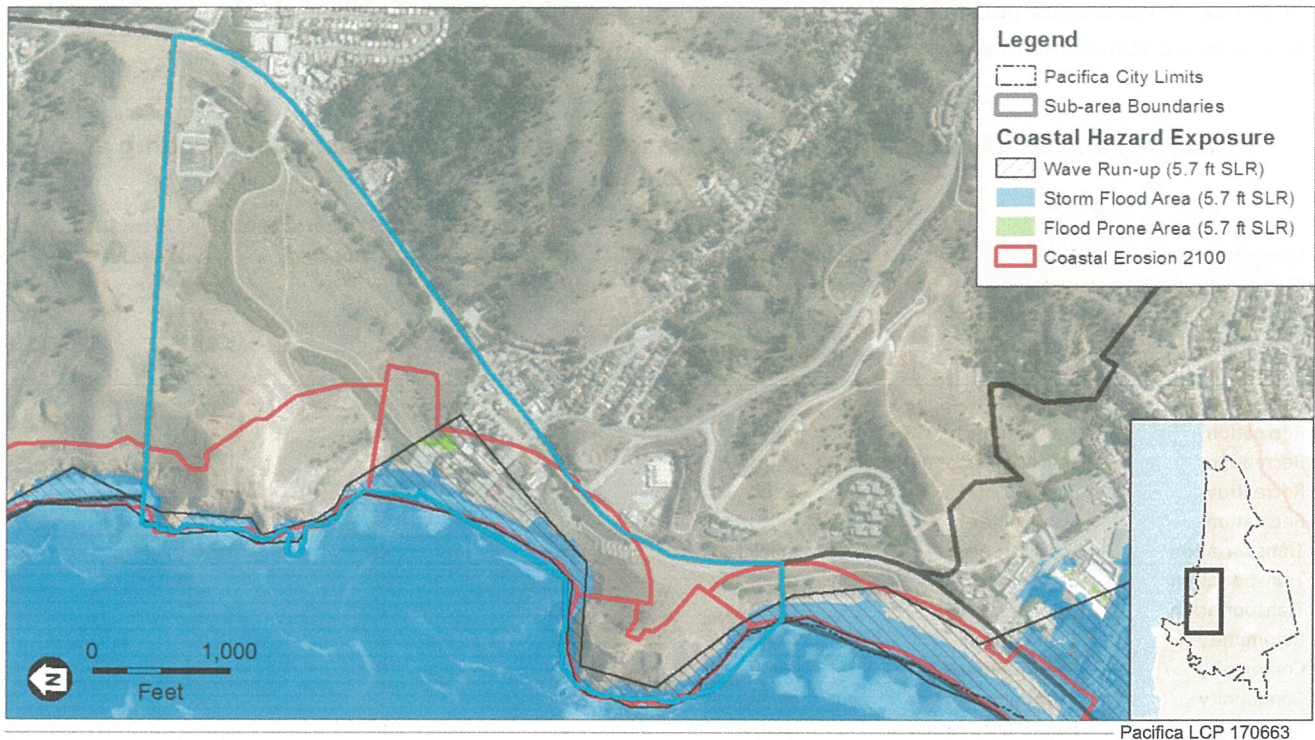 Legend
Pacifica City Limits
Sub-area Boundaries
Coastal Hazard Exposure
Wave Run-up (5.7 ft SLR)
Storm Flood Area (5.7 ft SLR)
Flood Prone Area (5.7 ft SLR)
Coastal Erosion 2100
N
0 1,000
Feet
Pacifica LCP 170663